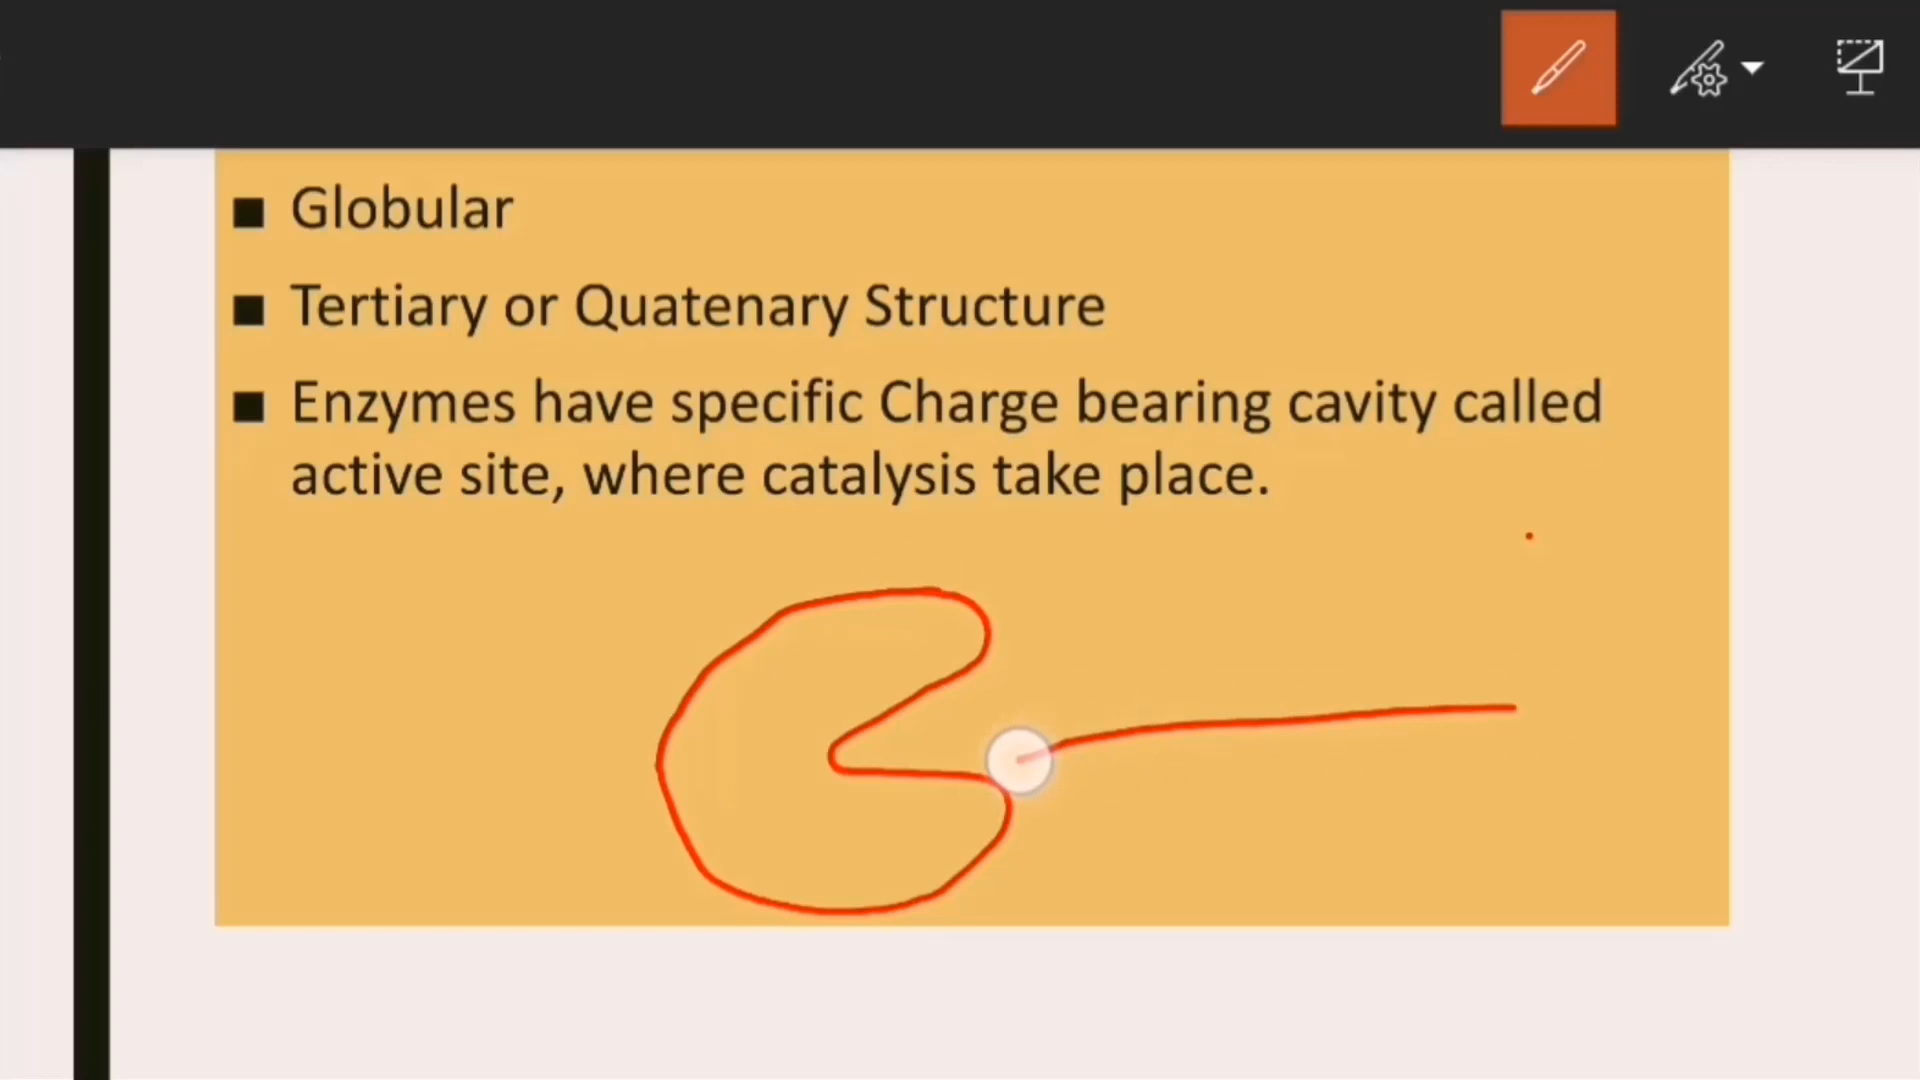 Globular
Tertiary or Quatenary Structure
Enzymes have specific Charge bearing cavity called
active site, where catalysis take place.